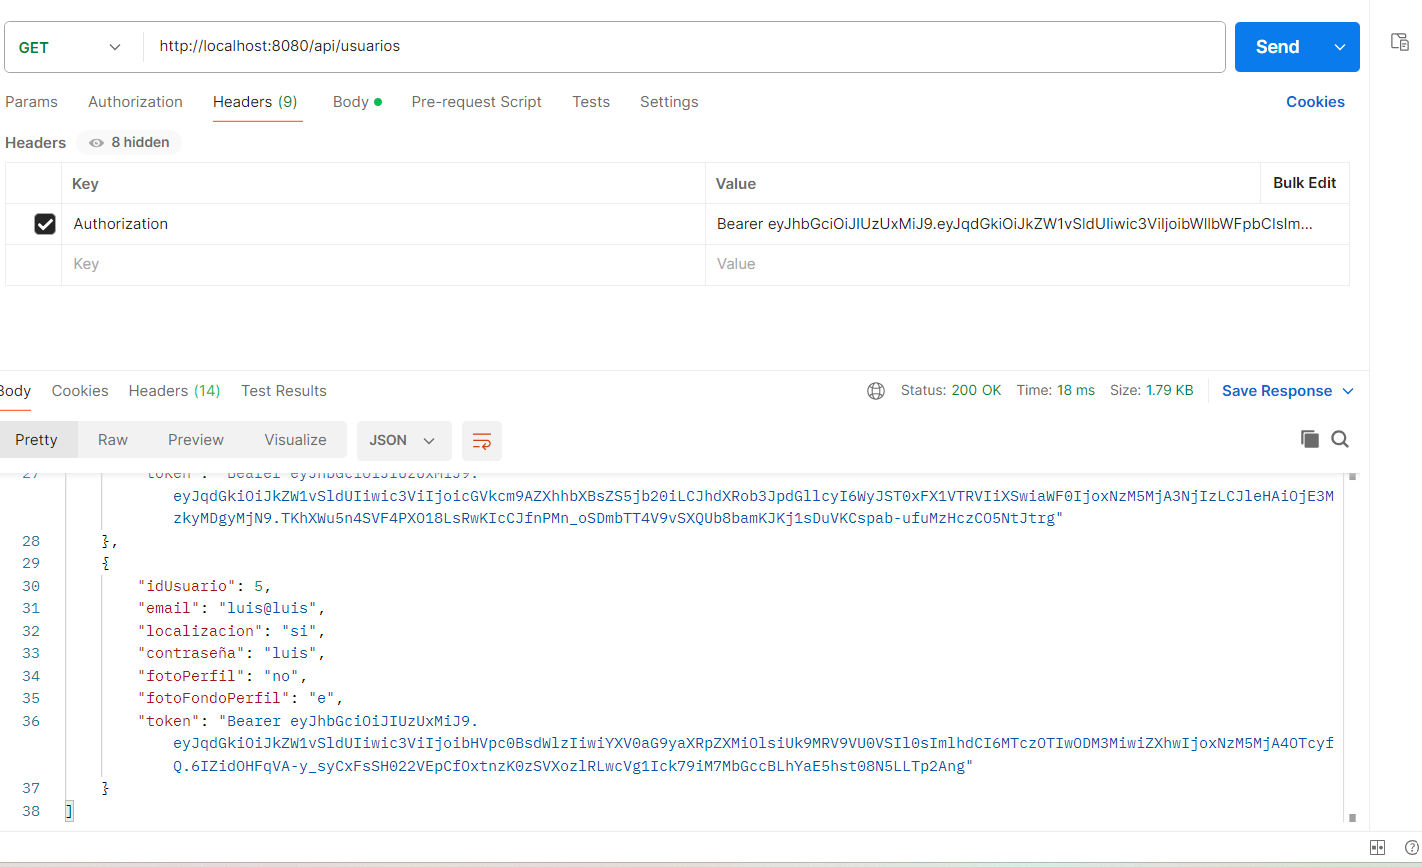 GET http://localhost:8080/api/usuarios Send
Params Authorization Headers (9) Body Pre-request Script Tests Settings Cookies
Headers 8 hidden
Key Value Bulk Edit
Authorization Bearer eyJhbGciOiJIUzUxMiJ9.eyJqdGkiOiJkZW1vSldUIiwic3ViIjoibWlIbWFpbCIsIm...
Key Value
Body Cookies Headers (14) Test Results Status: 200 OK Time: 18 ms Size: 1.79 KB Save Response
Pretty Raw Preview Visualize JSON
27 "token": "Bearer eyJhbGciOiJIUzUxMiJ9.
eyJqdGkiOiJkZW1vSldUIiwic3ViIjoicGVkcm9AZXhhbXBsZS5jb20iLCJhdXRob3JpdGllcyI6WyJST0xFX1VTRVIiXSwiaWF0IjoxNzM5MjA3NjIzLCJleHAiOjE3M
zkyMDgyMjN9.TKhXWu5n4SVF4PXO18LsRwKIcCJfnPMn_oSDmbTT4V9vSXQUb8bamKJKj1sDuVKCspab-ufuMzHczCO5NtJtrg"
28 },
29 {
30 "idUsuario": 5,
31 "email": "luis@luis",
32 "localizacion": "si",
33 "contraseña": "luis",
34 "fotoPerfil": "no",
35 "fotoFondoPerfil": "e",
36 "token": "Bearer eyJhbGciOiJIUzUxMiJ9.
eyJqdGkiOiJkZW1vSldUIiwic3ViIjoibHVpc0BsdWlzIiwiYXV0aG9yaXRpZXMiOlsiUk9MRV9VU0VSIl0sImlhdCI6MTczOTIwODM3MiwiZXhwIjoxNzM5MjA4OTcyf
Q.6IZidOHFqVA-y_syCxFsSH022VEpCfOxtnzK0zSVXozlRLwcVg1Ick79iM7MbGccBLhYaE5hst08N5LLTp2Ang"
37 }
38 ]